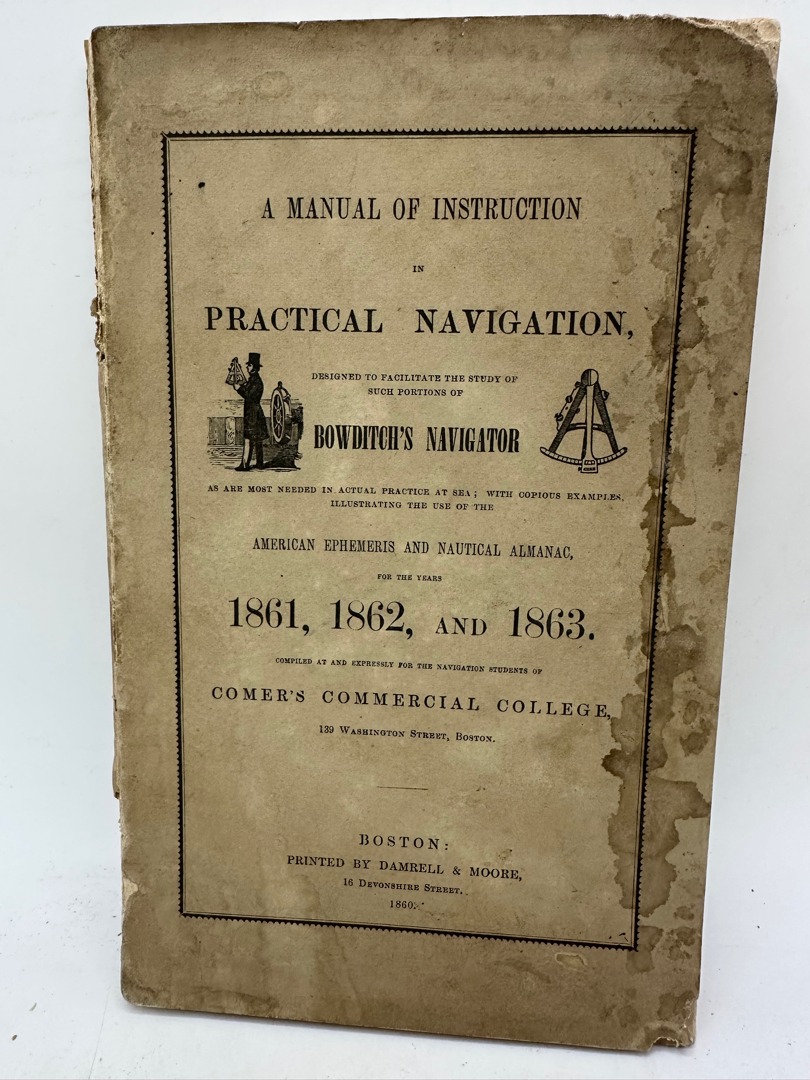 A MANUAL OF INSTRUCTION
IN
PRACTICAL NAVIGATION,
DESIGNED TO FACILITATE THE STUDY OF
SUCH PORTIONS OF
BOWDITCH'S NAVIGATOR
AS ARE MOST NEEDED IN ACTUAL PRACTICE AT SEA; WITH COPIOUS EXAMPLES,
ILLUSTRATING THE USE OF THE
AMERICAN EPHEMERIS AND NAUTICAL ALMANAC,
FOR THE YEARS
1861, 1862, AND 1863.
COMPILED AT AND EXPRESSLY FOR THE NAVIGATION STUDENTS OF
COMER'S COMMERCIAL COLLEGE,
139 WASHINGTON STREET, BOSTON.
BOSTON:
PRINTED BY DAMRELL & MOORE,
16 DEVONSHIRE STREET.
1860.